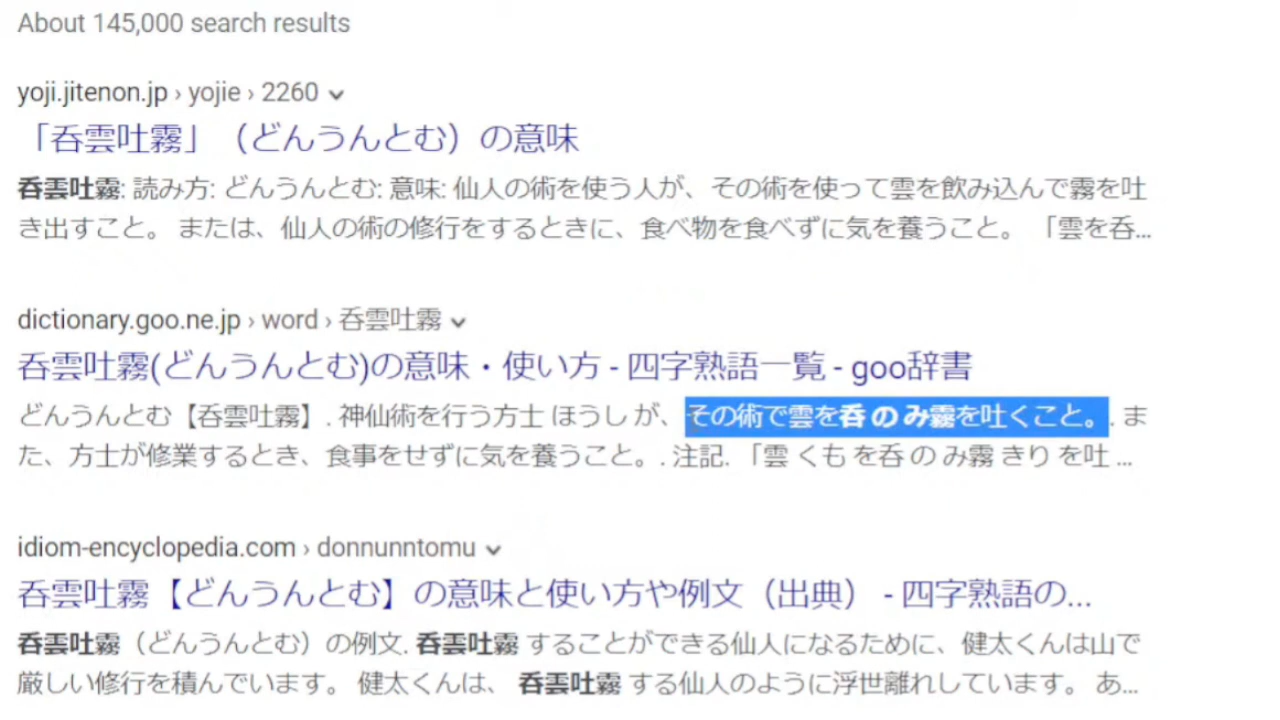 About 145,000 search results
yoji.jitenon.jp › yojie › 2260
「呑雲吐霧」（どんうんとむ）の意味
呑雲吐霧: 読み方: どんうんとむ: 意味: 仙人の術を使う人が、その術を使って雲を飲み込んで霧を吐
き出すこと。 または、仙人の術の修行をするときに、食べ物を食べずに気を養うこと。 「雲を呑...
dictionary.goo.ne.jp › word › 呑雲吐霧
呑雲吐霧(どんうんとむ)の意味・使い方 - 四字熟語一覧 - goo辞書
どんうんとむ【呑雲吐霧】. 神仙術を行う方士 ほうし が、その術で雲を呑 の み霧を吐くこと。. ま
た、方士が修業するとき、食事をせずに気を養うこと。. 注記. 「雲 くも を呑 の み霧 きり を吐 ...
idiom-encyclopedia.com › donnunntomu
呑雲吐霧【どんうんとむ】の意味と使い方や例文（出典） - 四字熟語の...
呑雲吐霧（どんうんとむ）の例文. 呑雲吐霧 することができる仙人になるために、健太くんは山で
厳しい修行を積んでいます。 健太くんは、 呑雲吐霧 する仙人のように浮世離れしています。 あ...